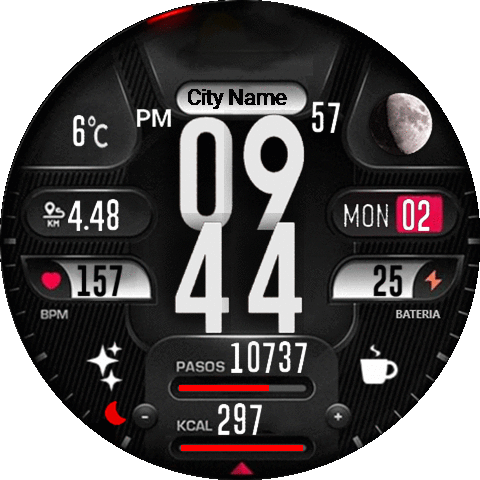 City Name
PM 09 57
6°C
44
4.48
KM
MON 02
157
BPM
25
BATERIA
PASOS 10737
KCAL 297
- +